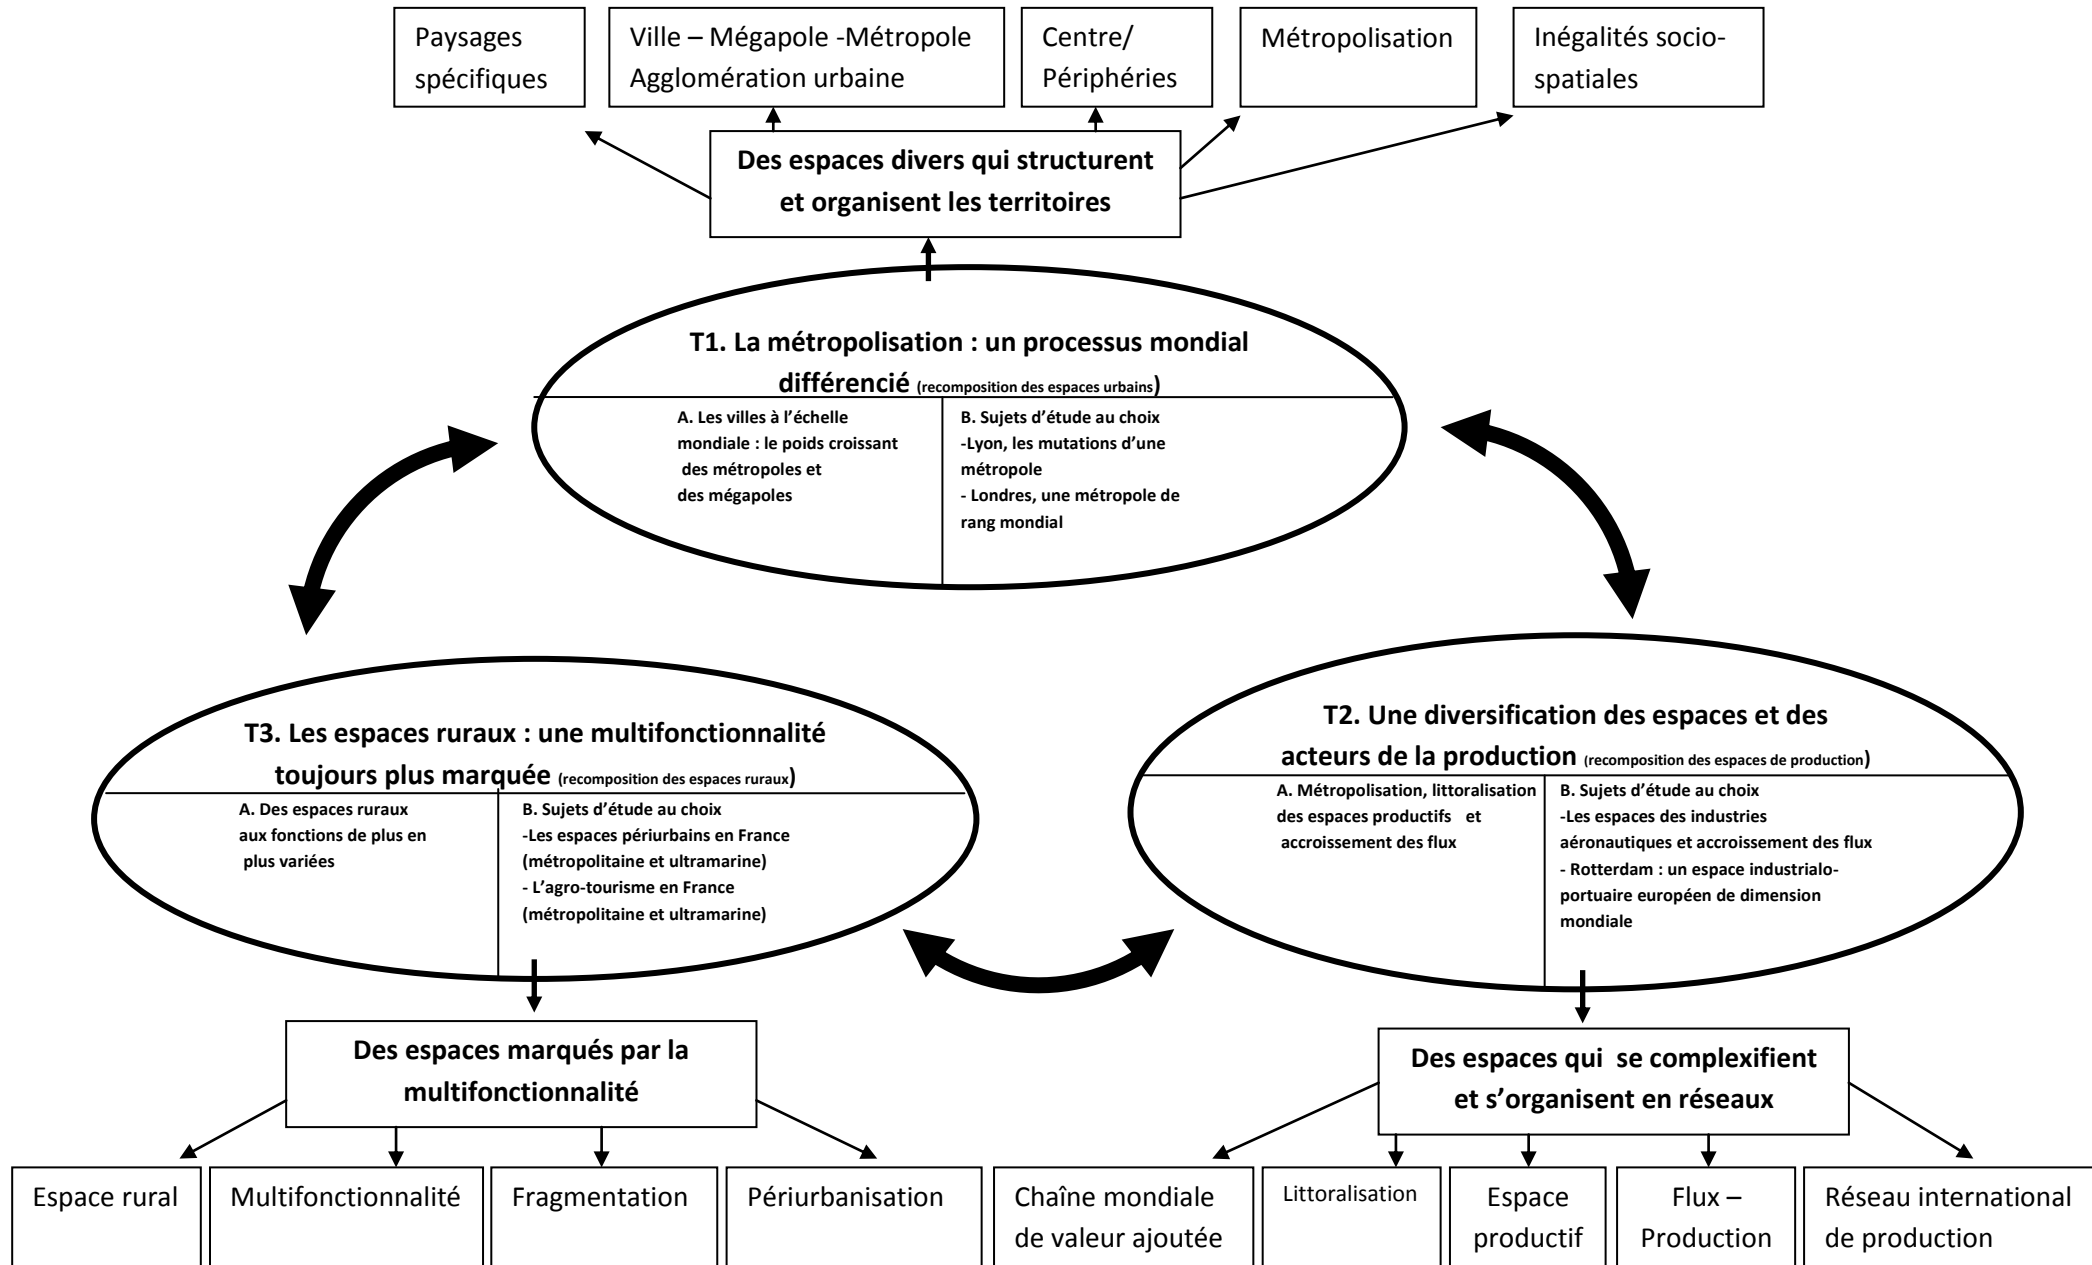 Paysages
spécifiques
Ville – Mégapole -Métropole
Agglomération urbaine
Centre/
Périphéries
Métropolisation
Inégalités socio-
spatiales
Des espaces divers qui structurent
et organisent les territoires
T1. La métropolisation : un processus mondial
différencié (recomposition des espaces urbains)
A. Les villes à l’échelle
mondiale : le poids croissant
des métropoles et
des mégapoles
B. Sujets d’étude au choix
-Lyon, les mutations d’une
métropole
- Londres, une métropole de
rang mondial
T3. Les espaces ruraux : une multifonctionnalité
toujours plus marquée (recomposition des espaces ruraux)
A. Des espaces ruraux
aux fonctions de plus en
plus variées
B. Sujets d’étude au choix
-Les espaces périurbains en France
(métropolitaine et ultramarine)
- L’agro-tourisme en France
(métropolitaine et ultramarine)
T2. Une diversification des espaces et des
acteurs de la production (recomposition des espaces de production)
A. Métropolisation, littoralisation
des espaces productifs et
accroissement des flux
B. Sujets d’étude au choix
-Les espaces des industries
aéronautiques et accroissement des flux
- Rotterdam : un espace industrialo-
portuaire européen de dimension
mondiale
Des espaces marqués par la
multifonctionnalité
Des espaces qui se complexifient
et s’organisent en réseaux
Espace rural
Multifonctionnalité
Fragmentation
Périurbanisation
Chaîne mondiale
de valeur ajoutée
Littoralisation
Espace
productif
Flux –
Production
Réseau international
de production